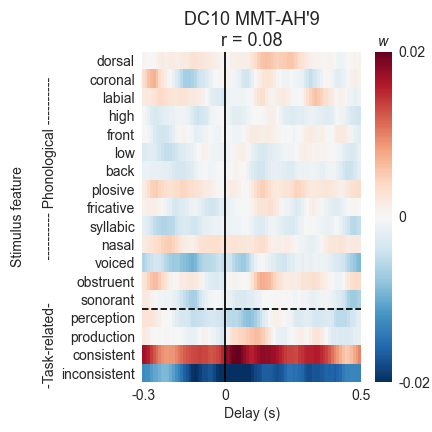 DC10 MMT-AH'9
r = 0.08
w
dorsal
coronal
labial
high
front
low
back
plosive
fricative
syllabic
nasal
voiced
obstruent
sonorant
perception
production
consistent
inconsistent
Stimulus feature
-Task-related- ----------- Phonological ----------
0.02
0
-0.02
-0.3
0
0.5
Delay (s)